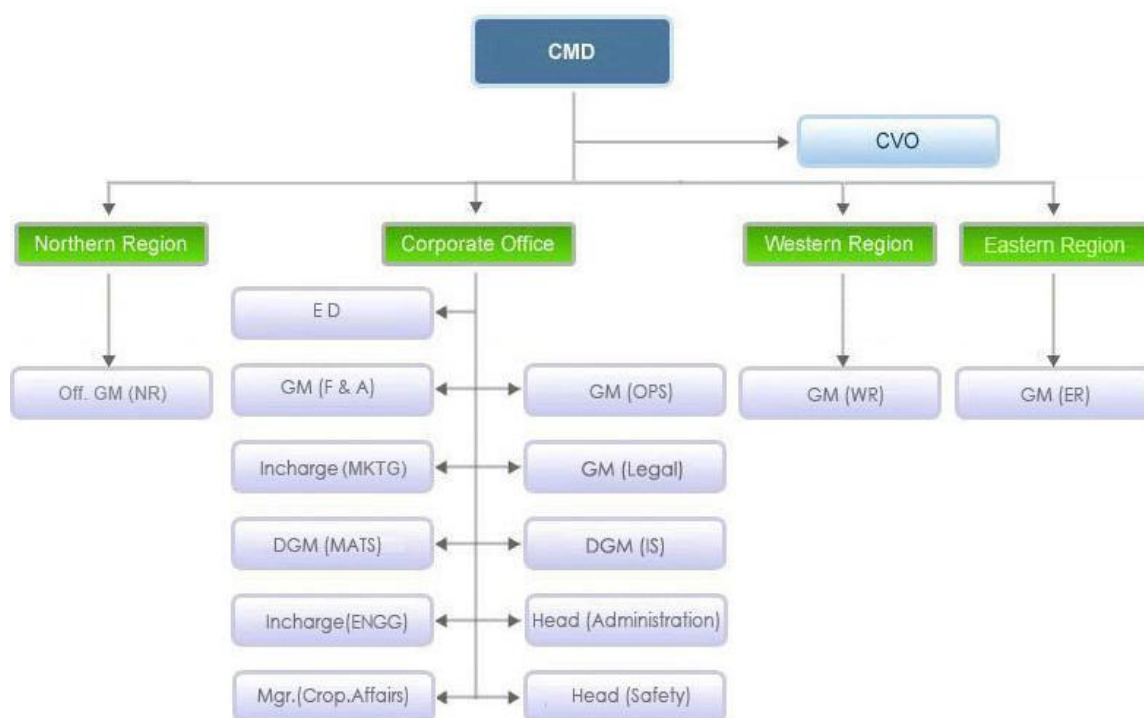 CMD
CVO
Northern Region
Corporate Office
Western Region
Eastern Region
E D
Off. GM (NR)
GM (F & A)
GM (OPS)
GM (WR)
GM (ER)
Incharge (MKTG)
GM (Legal)
DGM (MATS)
DGM (IS)
Incharge(ENGG)
Head (Administration)
Mgr.(Crop.Affairs)
Head (Safety)